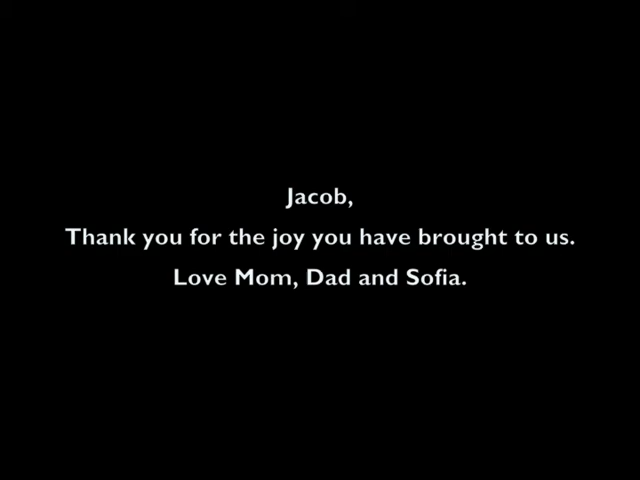 Jacob,
Thank you for the joy you have brought to us.
Love Mom, Dad and Sofia.